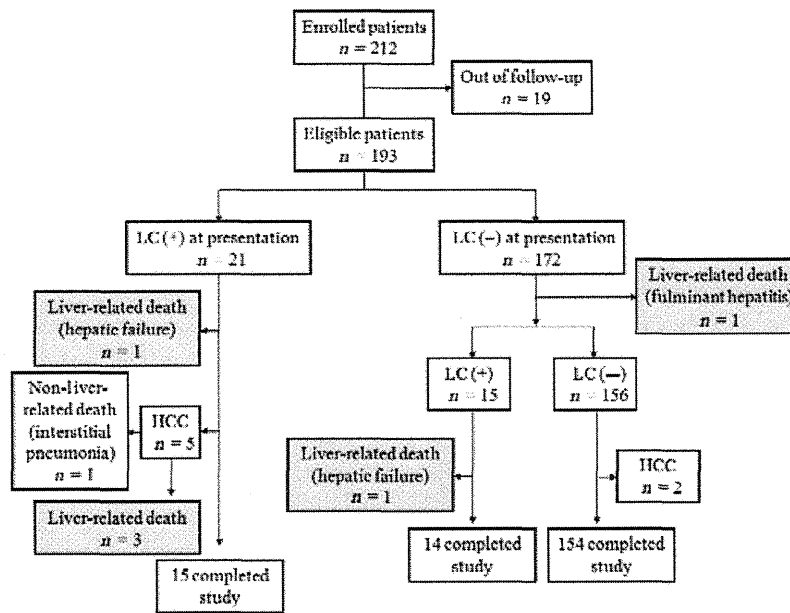 Enrolled patients
n = 212
Out of follow-up
n = 19
Eligible patients
n = 193
LC (+) at presentation
n = 21
LC (−) at presentation
n = 172
Liver-related death
(fulminant hepatitis)
n = 1
Liver-related death
(hepatic failure)
n = 1
LC (+)
n = 15
LC (−)
n = 156
Non-liver-
related death
(interstitial
pneumonia)
n = 1
HCC
n = 5
Liver-related death
(hepatic failure)
n = 1
HCC
n = 2
Liver-related death
n = 3
15 completed
study
14 completed
study
154 completed
study